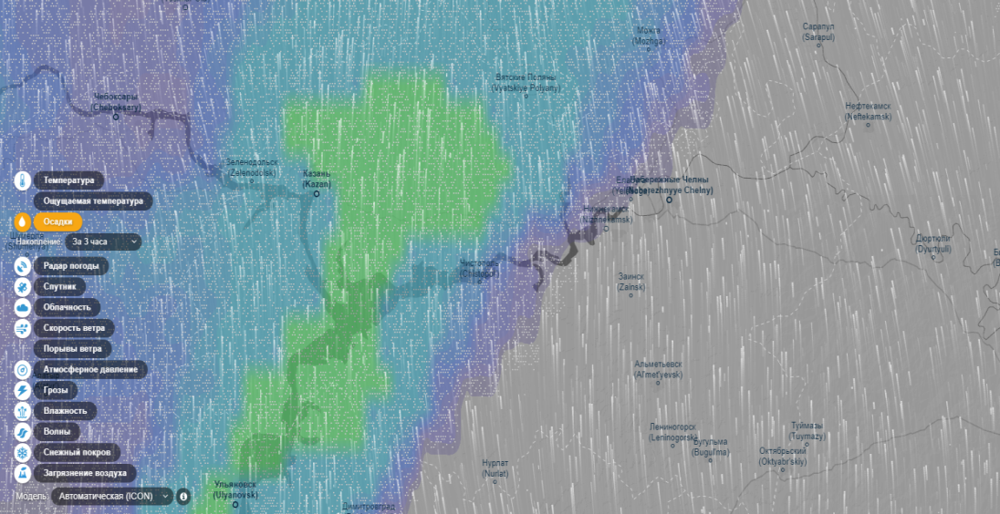 Можга
(Mozhga)
Сарапул
(Sarapul)
Вятские Поляны
(Vyatskiye Polyany)
Чебоксары
(Cheboksary)
Нефтекамск
(Neftekamsk)
Зеленодольск
(Zelenodolsk)
Казань
(Kazan)
Набережные Челны
(Naberezhnyye Chelny)
Нижнекамск
(Nizhnekamsk)
Температура
Ощущаемая температура
Осадки
Накопление:
За 3 часа
Дюртюли
(Dyurtyuli)
Чистополь
(Chistopol)
Заинск
(Zainsk)
Радар погоды
Спутник
Облачность
Скорость ветра
Порывы ветра
Атмосферное давление
Грозы
Влажность
Волны
Снежный покров
Загрязнение воздуха
Модель:
Автоматическая (ICON)
Альметьевск
(Al'met'yevsk)
Лениногорск
(Leninogorsk)
Бугульма
(Bugul'ma)
Туймазы
(Tuymazy)
Октябрьский
(Oktyabr'skiy)
Нурлат
(Nurlat)
Ульяновск
(Ulyanovsk)
Димитровград